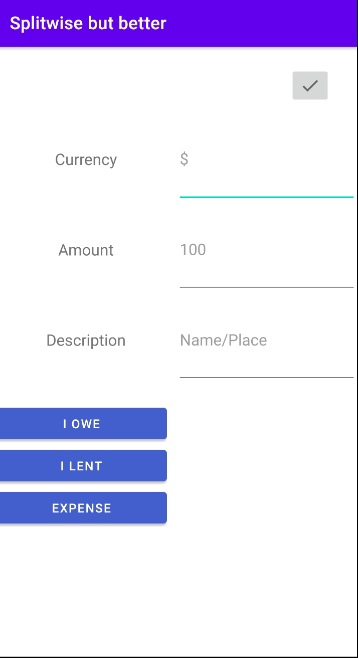 Splitwise but better
Currency $
Amount 100
Description Name/Place
I OWE
I LENT
EXPENSE